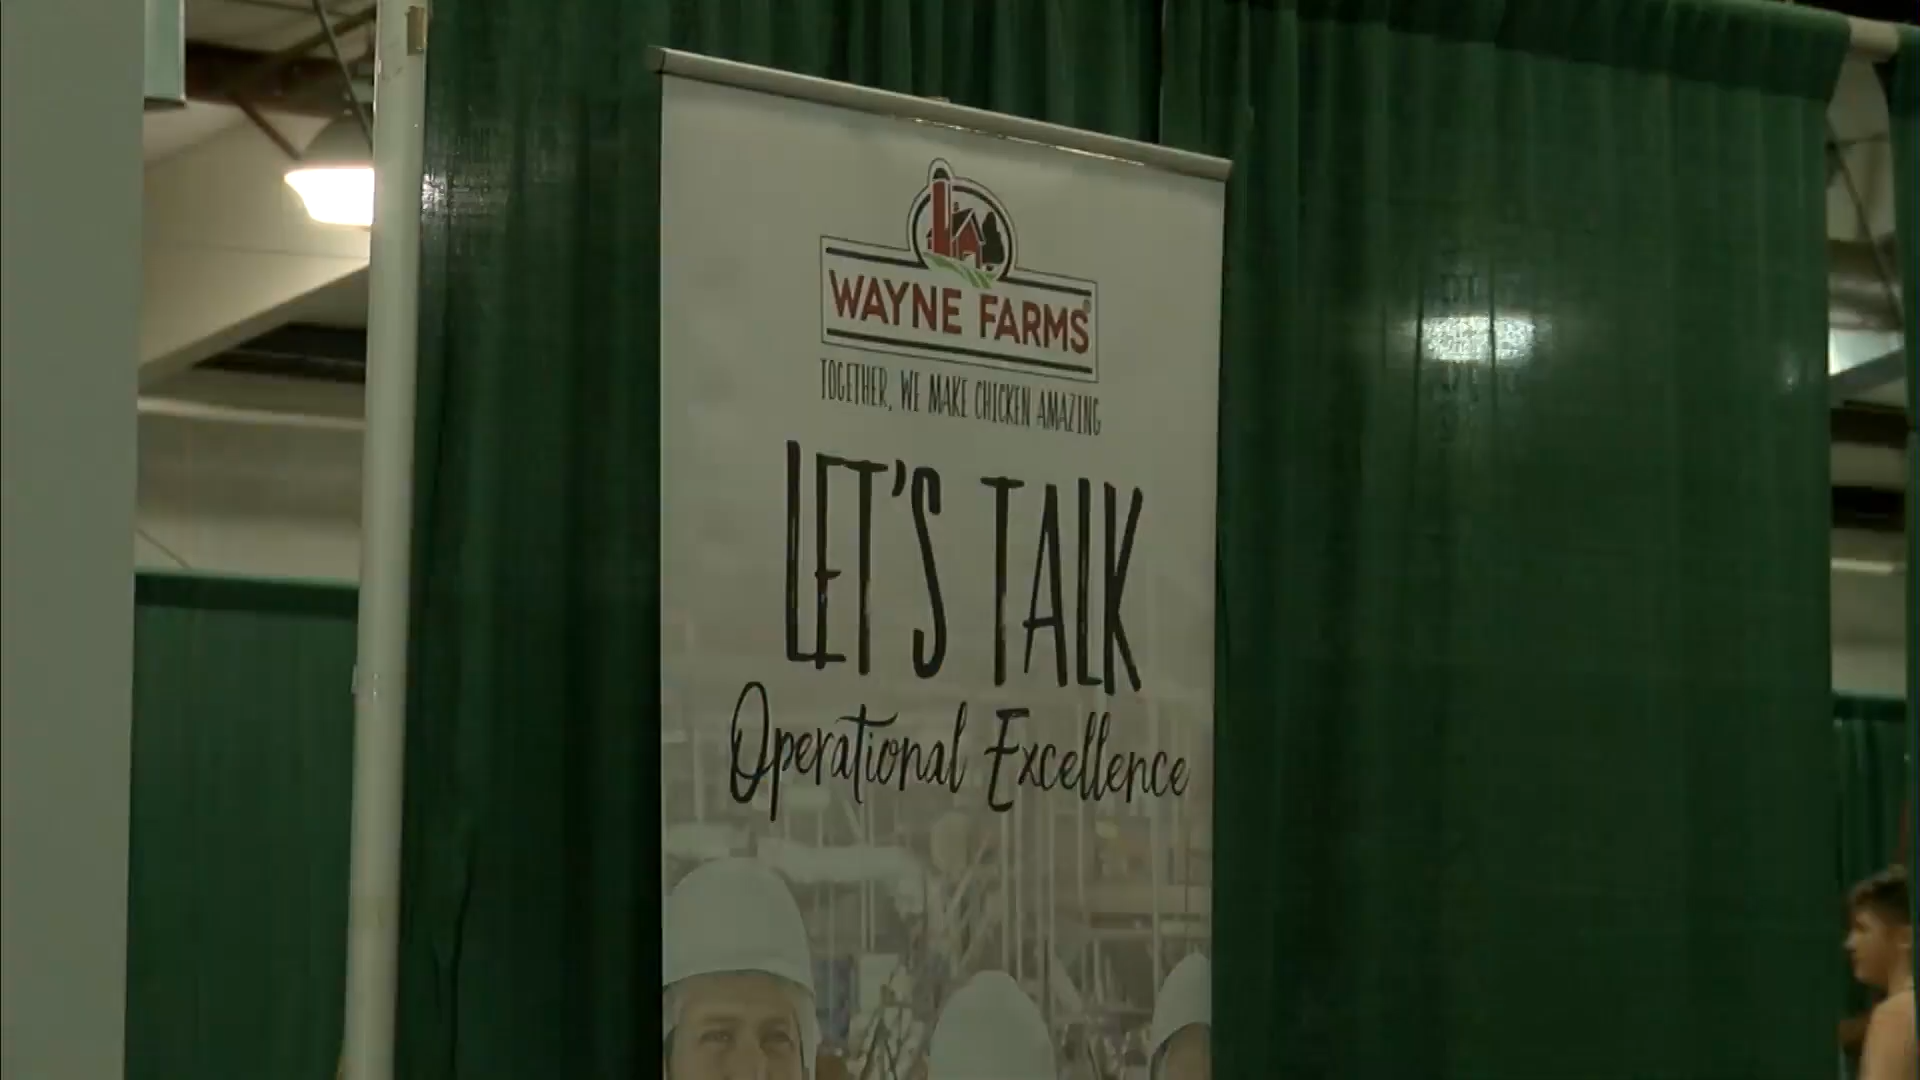 WAYNE FARMS®
TOGETHER, WE MAKE CHICKEN AMAZING
LET'S TALK
Operational Excellence